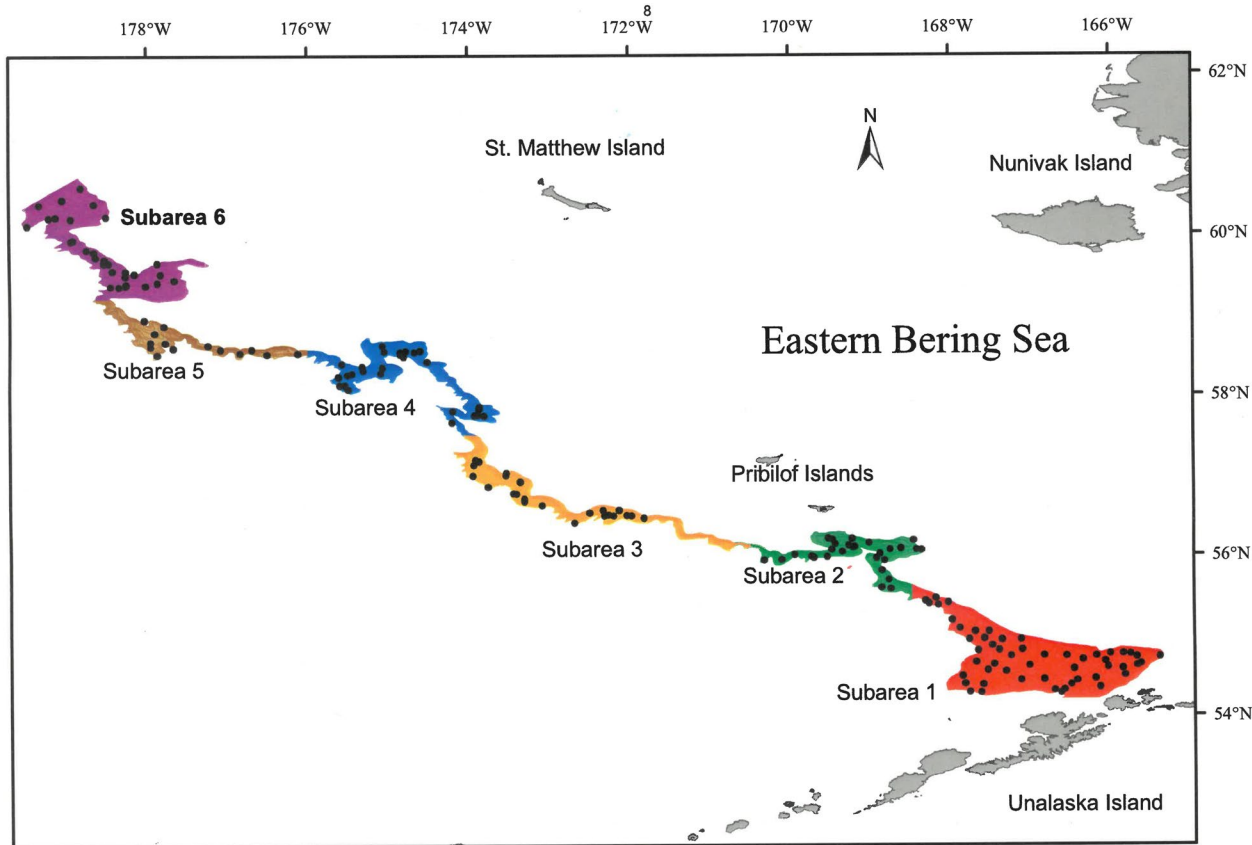 8
178°W 176°W 174°W 172°W 170°W 168°W 166°W
62°N
N
St. Matthew Island
Nunivak Island
Subarea 6
60°N
Eastern Bering Sea
Subarea 5
58°N
Subarea 4
Pribilof Islands
Subarea 3
56°N
Subarea 2
Subarea 1
54°N
Unalaska Island